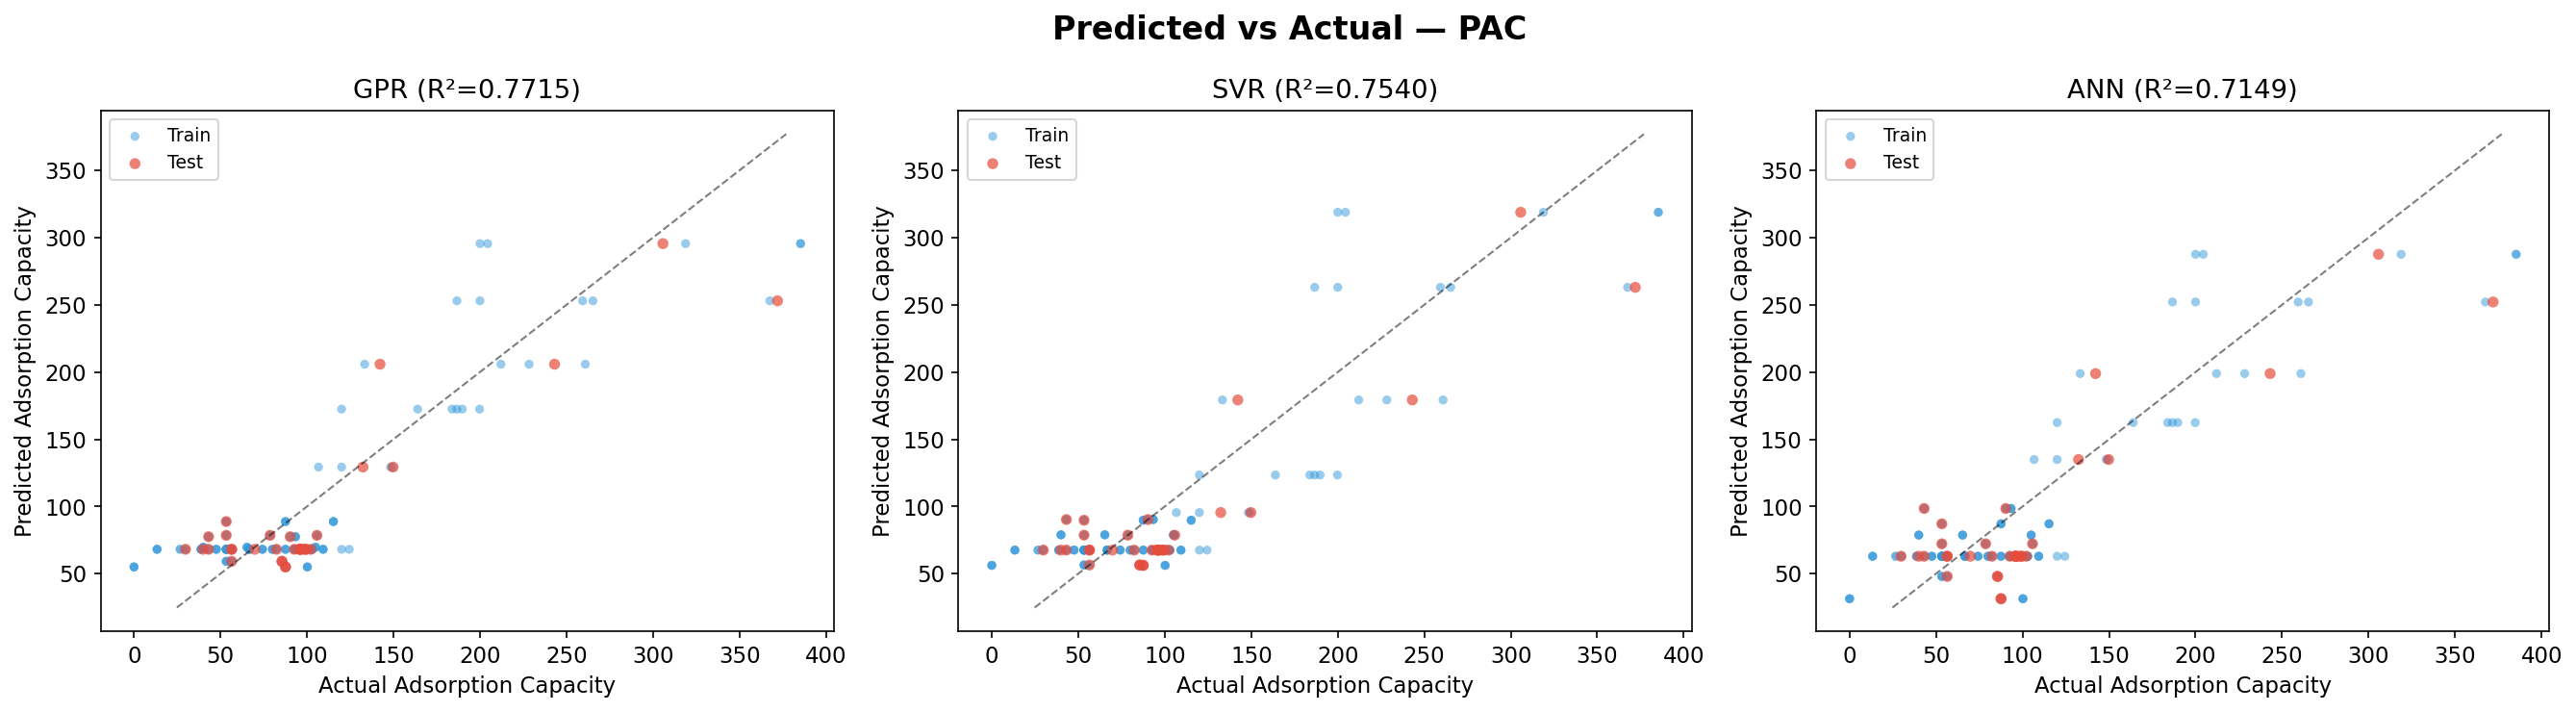 Predicted vs Actual — PAC
GPR (R²=0.7715)
Train
Test
Predicted Adsorption Capacity
350
300
250
200
150
100
50
0 50 100 150 200 250 300 350 400
Actual Adsorption Capacity
SVR (R²=0.7540)
Train
Test
Predicted Adsorption Capacity
350
300
250
200
150
100
50
0 50 100 150 200 250 300 350 400
Actual Adsorption Capacity
ANN (R²=0.7149)
Train
Test
Predicted Adsorption Capacity
350
300
250
200
150
100
50
0 50 100 150 200 250 300 350 400
Actual Adsorption Capacity